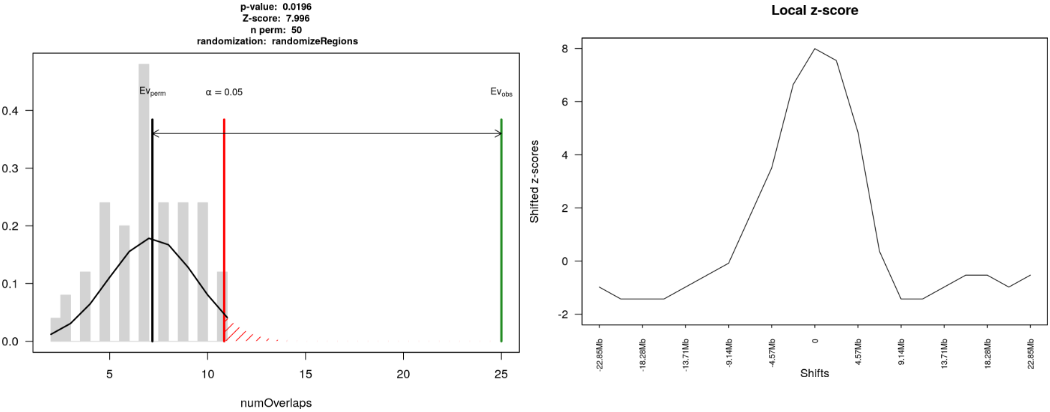 p-value: 0.0196
Z-score: 7.996
n perm: 50
randomization: randomizeRegions
Evperm
α = 0.05
Evobs
0.4
0.3
0.2
0.1
0.0
5 10 15 20 25
numOverlaps
Local z-score
Shifted z-scores
8
6
4
2
0
-2
-22.85Mb -18.28Mb -13.71Mb -9.14Mb -4.57Mb 0 4.57Mb 9.14Mb 13.71Mb 18.28Mb 22.85Mb
Shifts